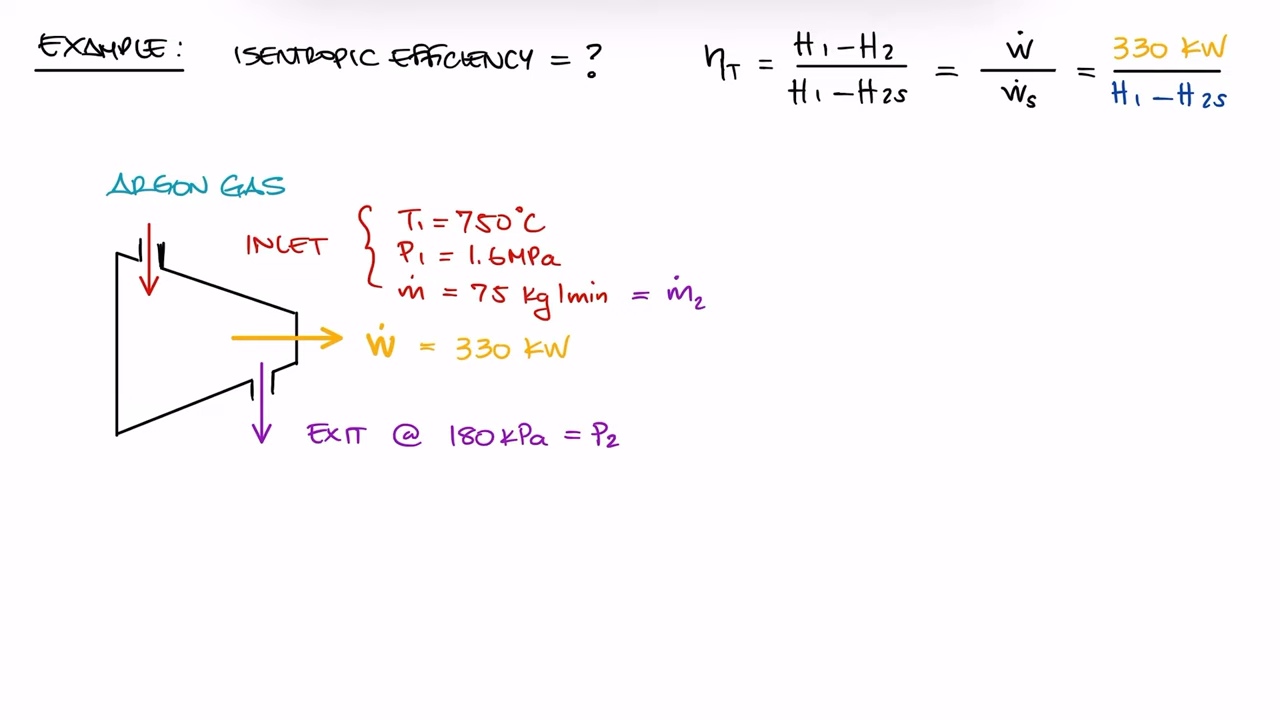 EXAMPLE: ISENTROPIC EFFICIENCY = ?
η_T = (H₁ − H₂)/(H₁ − H₂s) = Ẇ/Ẇs = 330 kW/(H₁ − H₂s)
ARGON GAS
INLET { T₁ = 750°C
P₁ = 1.6MPa
ṁ = 75 kg/min = ṁ₂
Ẇ = 330 kW
EXIT @ 180 kPa = P₂